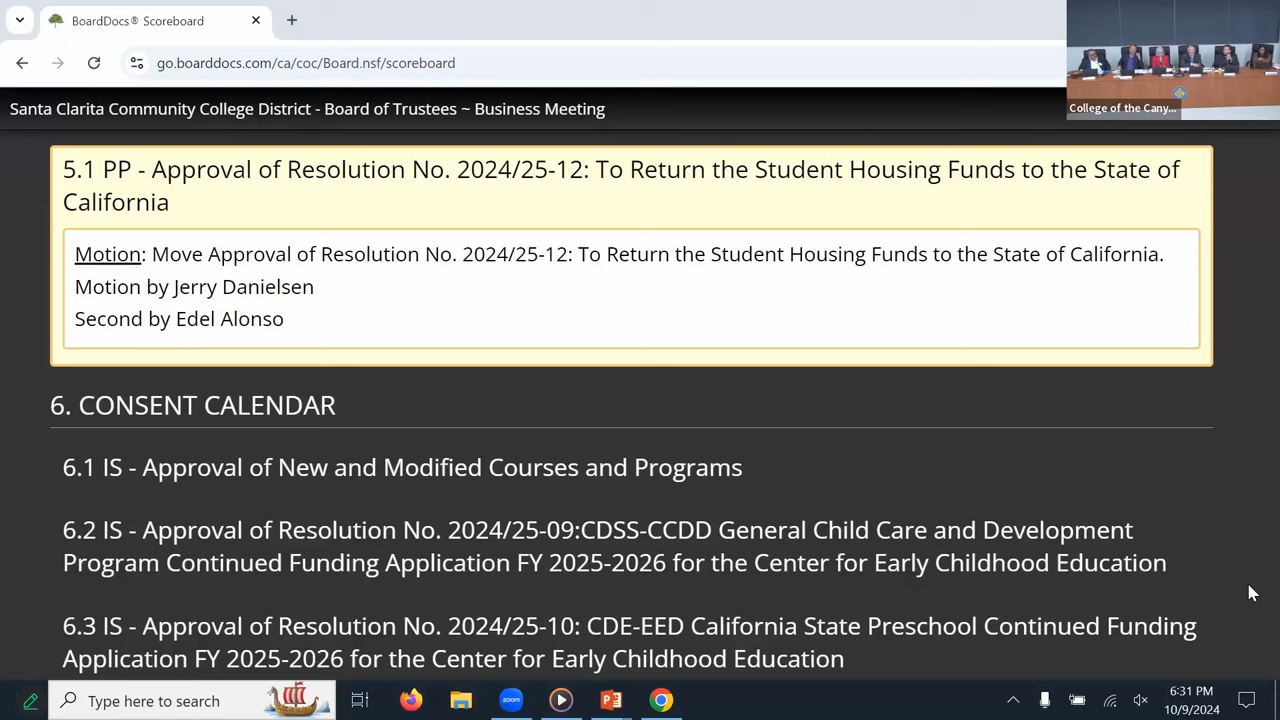 BoardDocs® Scoreboard
go.boarddocs.com/ca/coc/Board.nsf/scoreboard
College of the Cany...
Santa Clarita Community College District - Board of Trustees ~ Business Meeting
5.1 PP - Approval of Resolution No. 2024/25-12: To Return the Student Housing Funds to the State of
California
Motion: Move Approval of Resolution No. 2024/25-12: To Return the Student Housing Funds to the State of California.
Motion by Jerry Danielsen
Second by Edel Alonso
6. CONSENT CALENDAR
6.1 IS - Approval of New and Modified Courses and Programs
6.2 IS - Approval of Resolution No. 2024/25-09:CDSS-CCDD General Child Care and Development
Program Continued Funding Application FY 2025-2026 for the Center for Early Childhood Education
6.3 IS - Approval of Resolution No. 2024/25-10: CDE-EED California State Preschool Continued Funding
Application FY 2025-2026 for the Center for Early Childhood Education
Type here to search
zoom
6:31 PM
10/9/2024